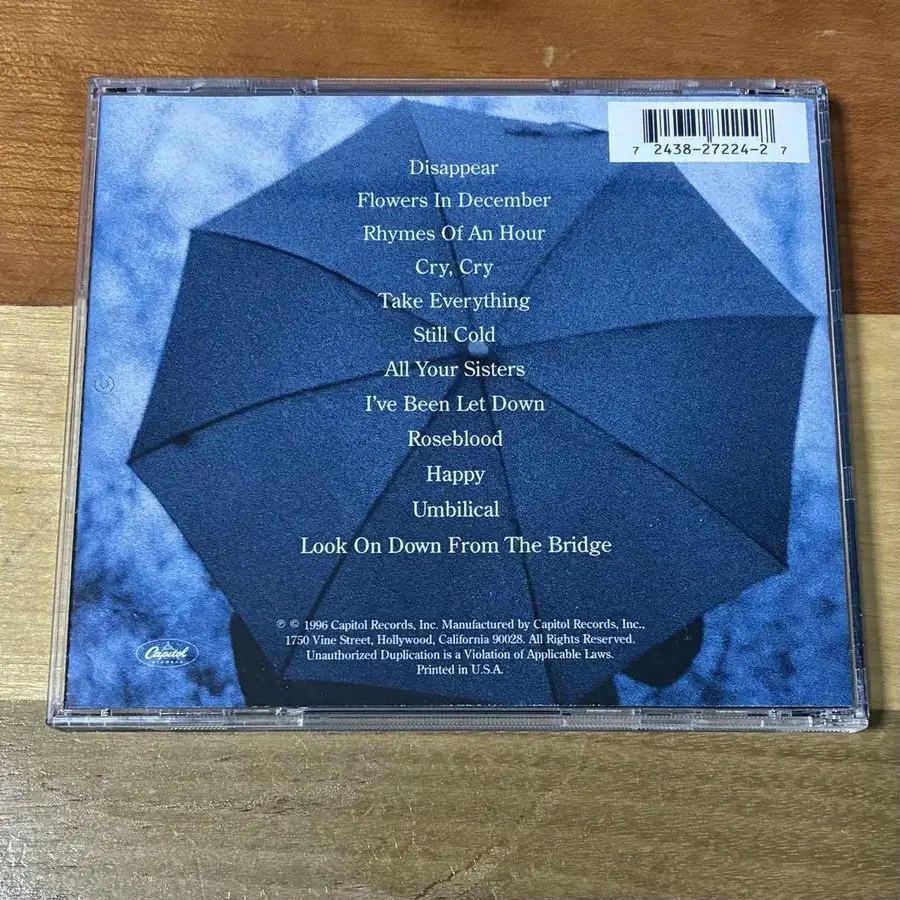 7 2438-27224-2 7
Disappear
Flowers In December
Rhymes Of An Hour
Cry, Cry
Take Everything
Still Cold
All Your Sisters
I've Been Let Down
Roseblood
Happy
Umbilical
Look On Down From The Bridge
℗ © 1996 Capitol Records, Inc. Manufactured by Capitol Records, Inc.,
1750 Vine Street, Hollywood, California 90028. All Rights Reserved.
Unauthorized Duplication is a Violation of Applicable Laws.
Printed in U.S.A.
Capitol
RECORDS